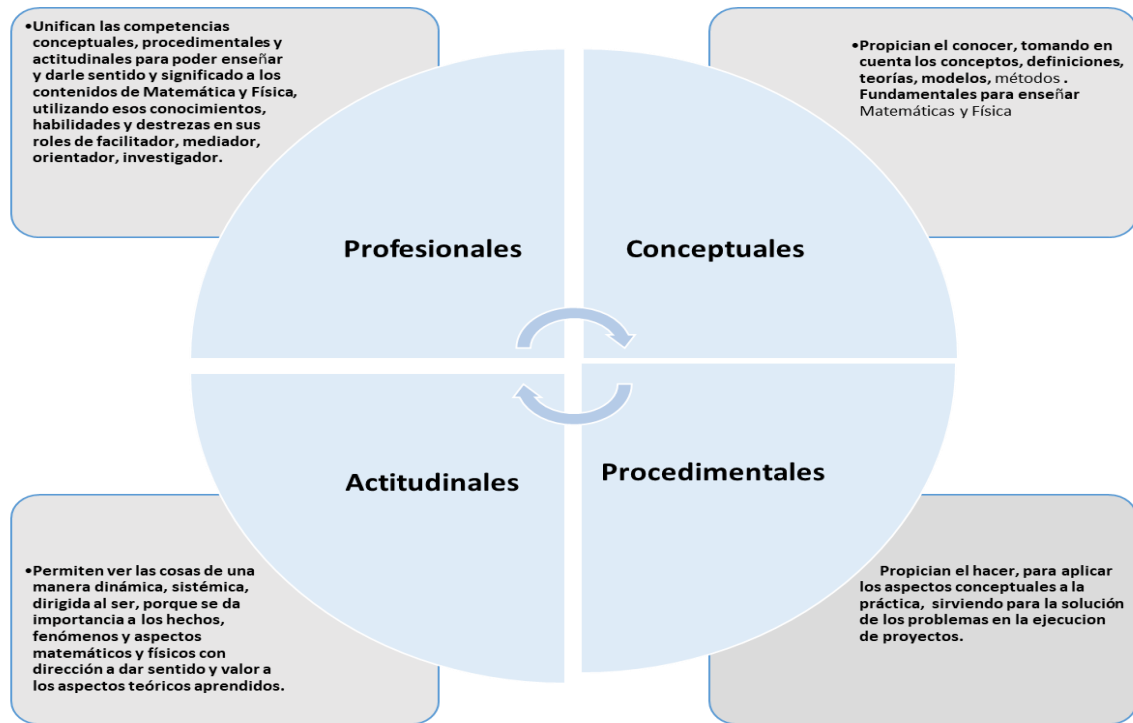 •Unifican las competencias
conceptuales, procedimentales y
actitudinales para poder enseñar
y darle sentido y significado a los
contenidos de Matemática y Física,
utilizando esos conocimientos,
habilidades y destrezas en sus
roles de facilitador, mediador,
orientador, investigador.
•Propician el conocer, tomando en
cuenta los conceptos, definiciones,
teorías, modelos, métodos .
Fundamentales para enseñar
Matemáticas y Física
Profesionales
Conceptuales
Actitudinales
Procedimentales
•Permiten ver las cosas de una
manera dinámica, sistémica,
dirigida al ser, porque se da
importancia a los hechos,
fenómenos y aspectos
matemáticos y físicos con
dirección a dar sentido y valor a
los aspectos teóricos aprendidos.
Propician el hacer, para aplicar
los aspectos conceptuales a la
práctica, sirviendo para la solución
de los problemas en la ejecucion
de proyectos.